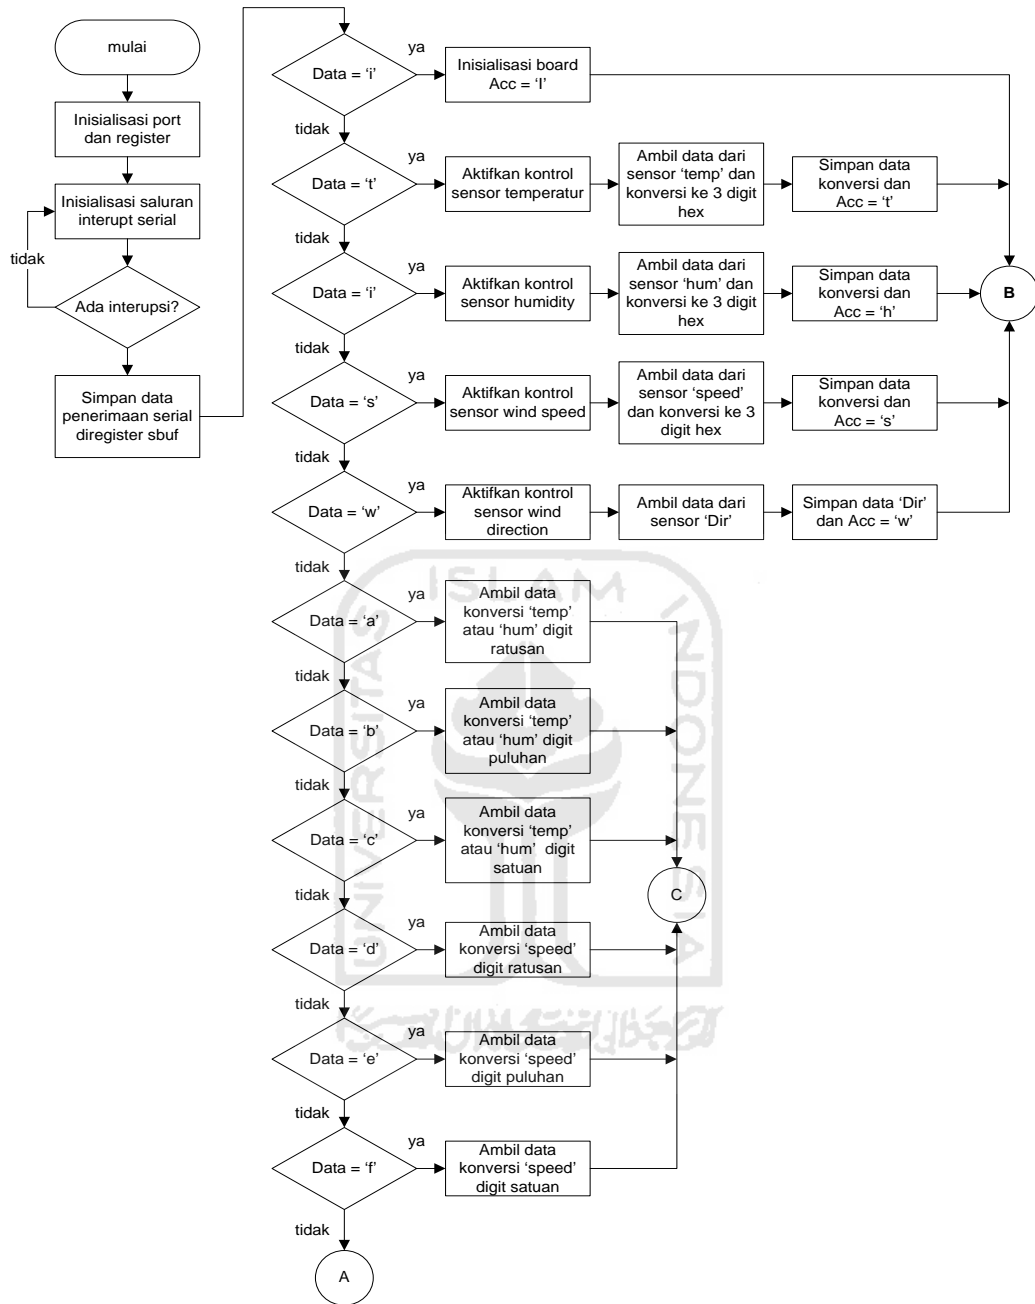 mulai
Inisialisasi port
dan register
Inisialisasi saluran
interupt serial
tidak
Ada interupsi?
Simpan data
penerimaan serial
diregister sbuf
Data = ‘i’
ya
Inisialisasi board
Acc = ‘I’
tidak
Data = ‘t’
ya
Aktifkan kontrol
sensor temperatur
Ambil data dari
sensor ‘temp’ dan
konversi ke 3 digit
hex
Simpan data
konversi dan
Acc = ‘t’
tidak
Data = ‘i’
ya
Aktifkan kontrol
sensor humidity
Ambil data dari
sensor ‘hum’ dan
konversi ke 3 digit
hex
Simpan data
konversi dan
Acc = ‘h’
B
tidak
Data = ‘s’
ya
Aktifkan kontrol
sensor wind speed
Ambil data dari
sensor ‘speed’
dan konversi ke 3
digit hex
Simpan data
konversi dan
Acc = ‘s’
tidak
Data = ‘w’
ya
Aktifkan kontrol
sensor wind
direction
Ambil data dari
sensor ‘Dir’
Simpan data ‘Dir’
dan Acc = ‘w’
tidak
Data = ‘a’
ya
Ambil data
konversi ‘temp’
atau ‘hum’ digit
ratusan
tidak
Data = ‘b’
ya
Ambil data
konversi ‘temp’
atau ‘hum’ digit
puluhan
tidak
Data = ‘c’
ya
Ambil data
konversi ‘temp’
atau ‘hum’ digit
satuan
C
tidak
Data = ‘d’
ya
Ambil data
konversi ‘speed’
digit ratusan
tidak
Data = ‘e’
ya
Ambil data
konversi ‘speed’
digit puluhan
tidak
Data = ‘f’
ya
Ambil data
konversi ‘speed’
digit satuan
tidak
A
UNIVERSITAS
ISLAM
INDONESIA